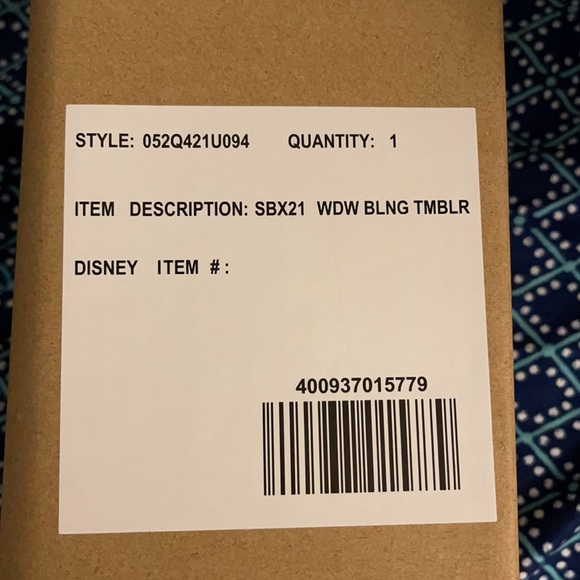 STYLE: 052Q421U094 QUANTITY: 1
ITEM DESCRIPTION: SBX21 WDW BLNG TMBLR
DISNEY ITEM #:
400937015779